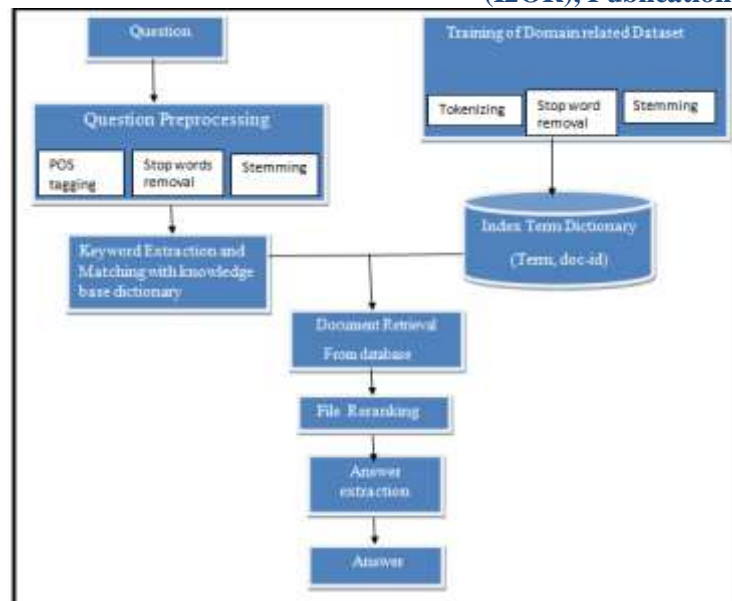 (I2OR), Publication
Question
Training of Domain related Dataset
Tokenizing
Stop word
removal
Stemming
Question Preprocessing
POS
tagging
Stop words
removal
Stemming
Index Term Dictionary
(Term, doc-id)
Keyword Extraction and
Matching with knowledge
base dictionary
Document Retrieval
From database
File Reranking
Answer
extraction
Answer